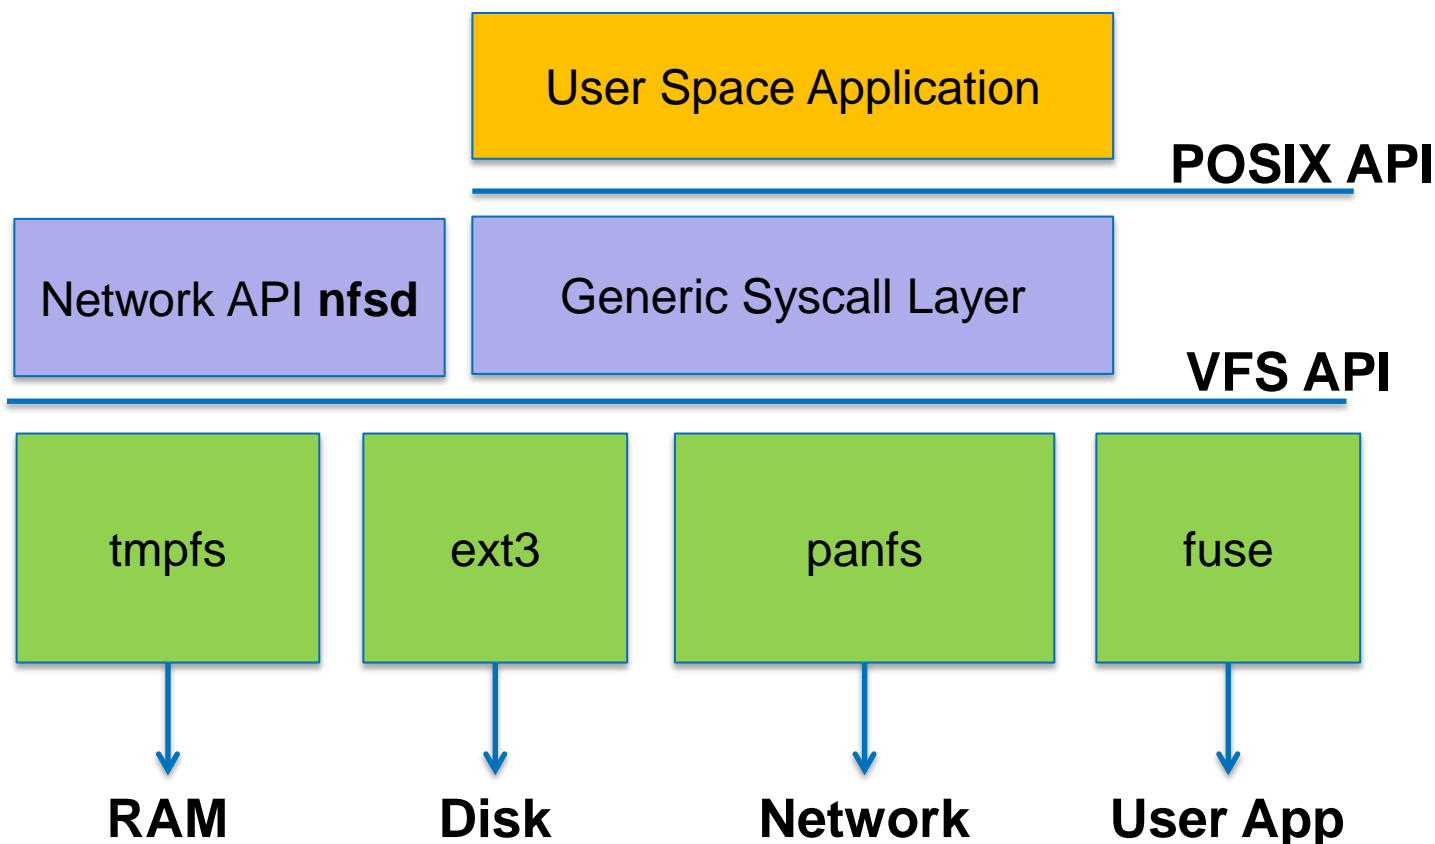 User Space Application
POSIX API
Network API nfsd
Generic Syscall Layer
VFS API
tmpfs
ext3
panfs
fuse
RAM
Disk
Network
User App